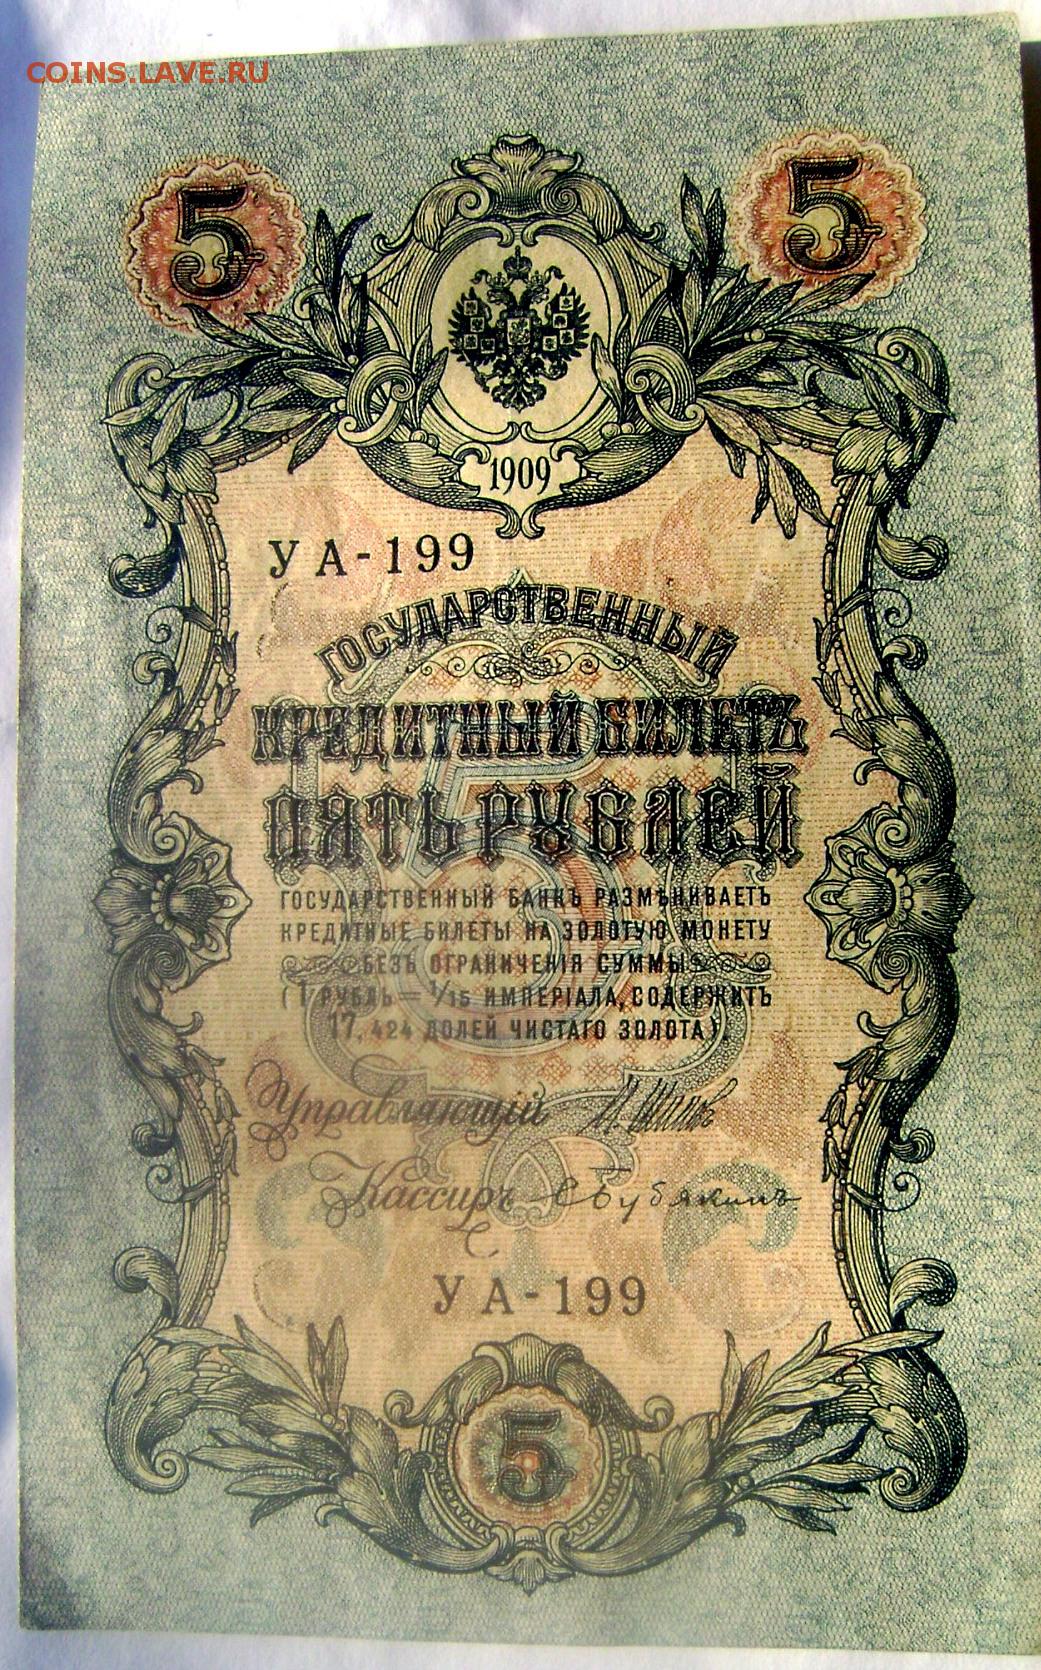 COINS.LAVE.RU
5 5
1909
УА-199
ГОСУДАРСТВЕННЫЙ
КРЕДИТНЫЙ БИЛЕТЪ
ПЯТЬ РУБЛЕЙ
ГОСУДАРСТВЕННЫЙ БАНКЪ РАЗМѢНИВАЕТЪ
КРЕДИТНЫЕ БИЛЕТЫ НА ЗОЛОТУЮ МОНЕТУ
БЕЗЪ ОГРАНИЧЕНІЯ СУММЫ
(1 РУБЛЬ = 1/15 ИМПЕРІАЛА, СОДЕРЖИТЪ
17,424 ДОЛЕЙ ЧИСТАГО ЗОЛОТА)
Управляющій И. Шиповъ
Кассиръ С Бубякинъ
УА-199
5